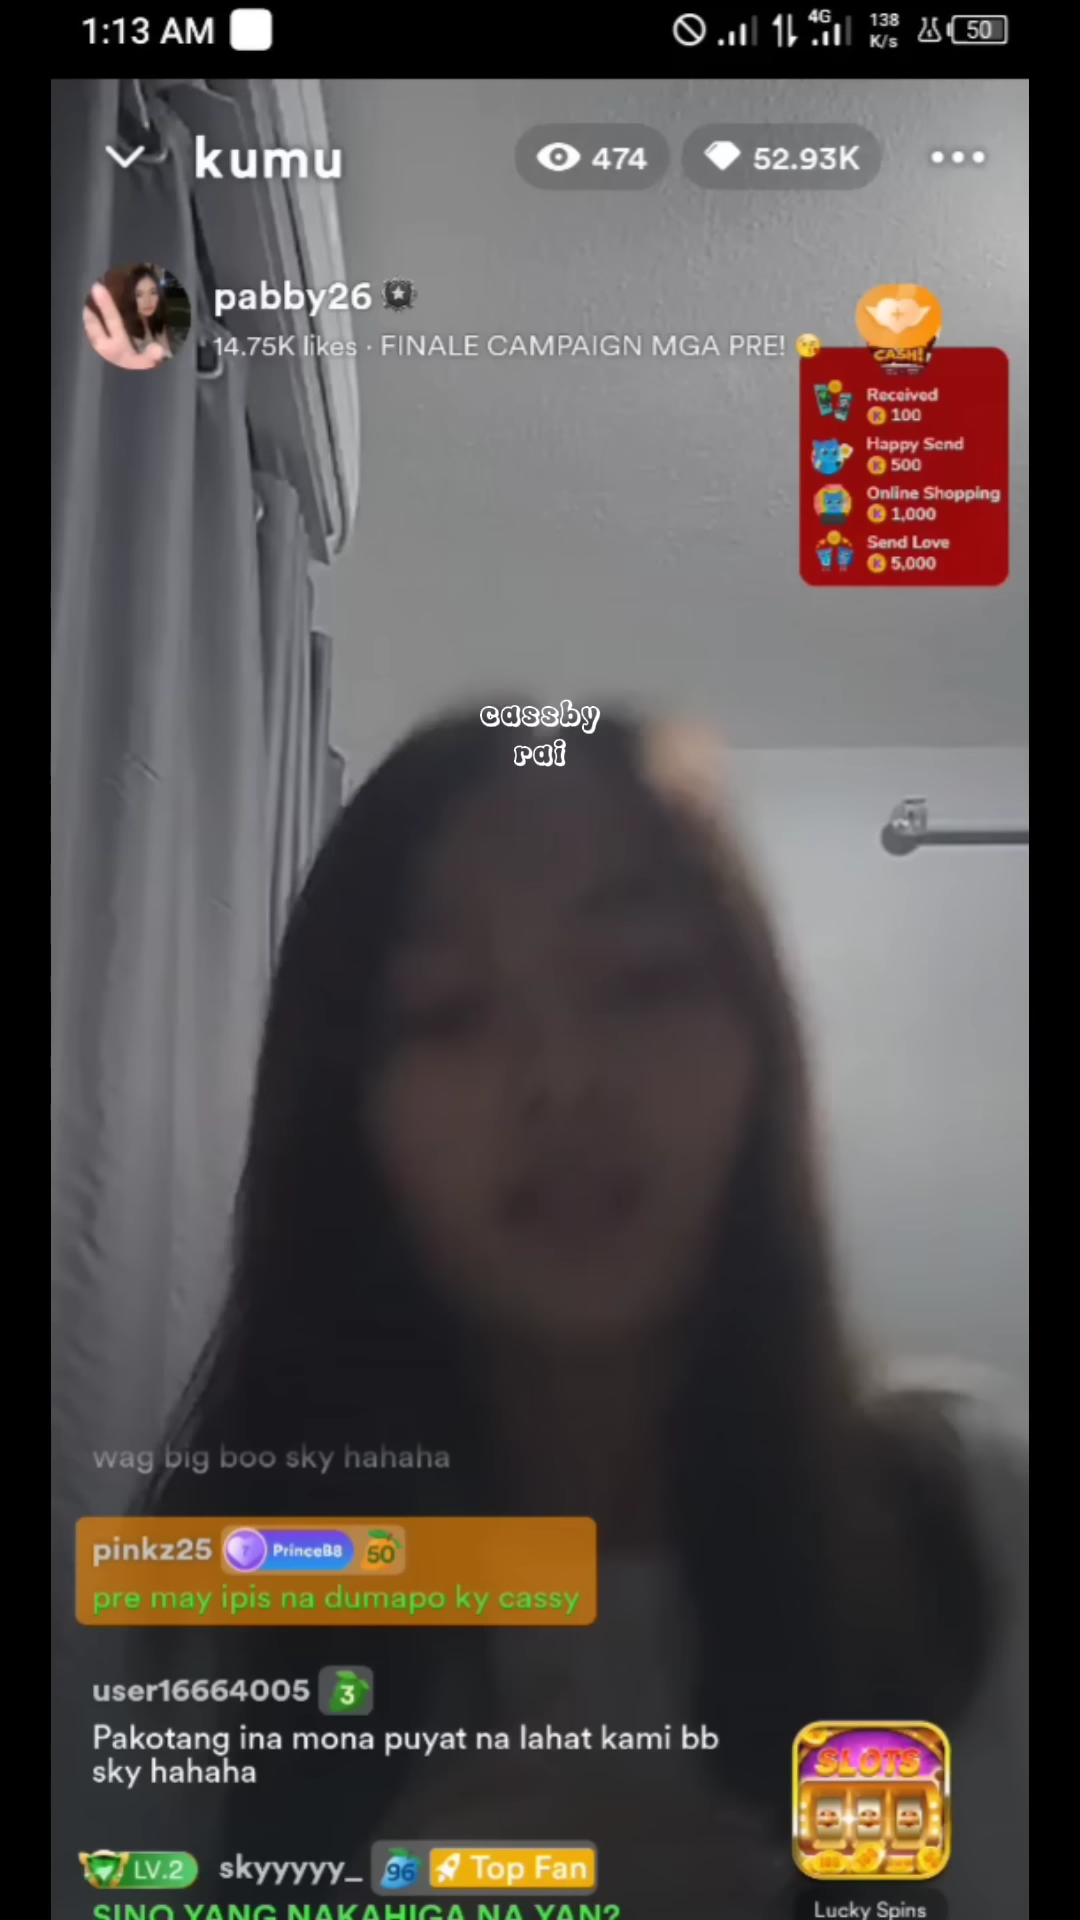 1:13 AM
4G
138
K/s
50
kumu
474
52.93K
pabby26
14.75K likes · FINALE CAMPAIGN MGA PRE! 😘
CASH!
Received
100
Happy Send
500
Online Shopping
1,000
Send Love
5,000
cassby
rai
wag big boo sky hahaha
pinkz25 7 PrinceB8 50
pre may ipis na dumapo ky cassy
user16664005 3
Pakotang ina mona puyat na lahat kami bb
sky hahaha
SLOTS
LV.2 skyyyyy_ 96 Top Fan
SINO YANG NAKAHIGA NA YAN?
Lucky Spins